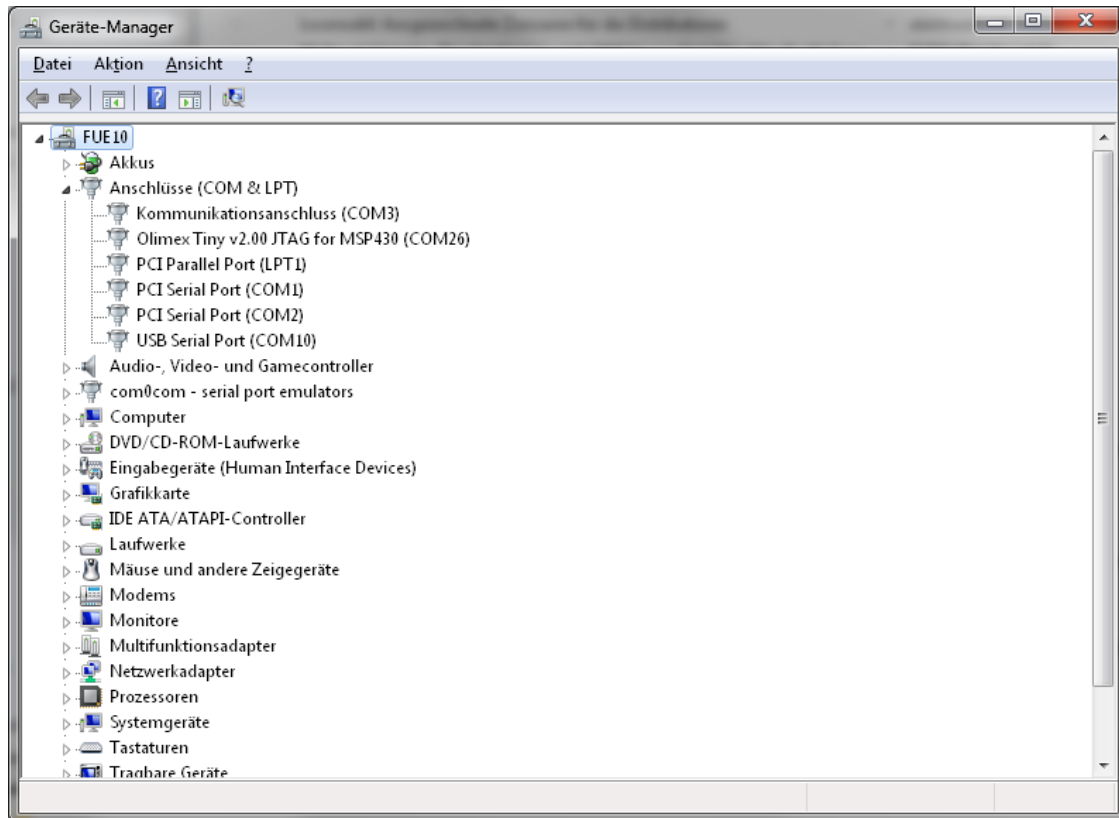 Geräte-Manager
Datei Aktion Ansicht ?
FUE10
Akkus
Anschlüsse (COM & LPT)
Kommunikationsanschluss (COM3)
Olimex Tiny v2.00 JTAG for MSP430 (COM26)
PCI Parallel Port (LPT1)
PCI Serial Port (COM1)
PCI Serial Port (COM2)
USB Serial Port (COM10)
Audio-, Video- und Gamecontroller
com0com - serial port emulators
Computer
DVD/CD-ROM-Laufwerke
Eingabegeräte (Human Interface Devices)
Grafikkarte
IDE ATA/ATAPI-Controller
Laufwerke
Mäuse und andere Zeigegeräte
Modems
Monitore
Multifunktionsadapter
Netzwerkadapter
Prozessoren
Systemgeräte
Tastaturen
Tragbare Geräte